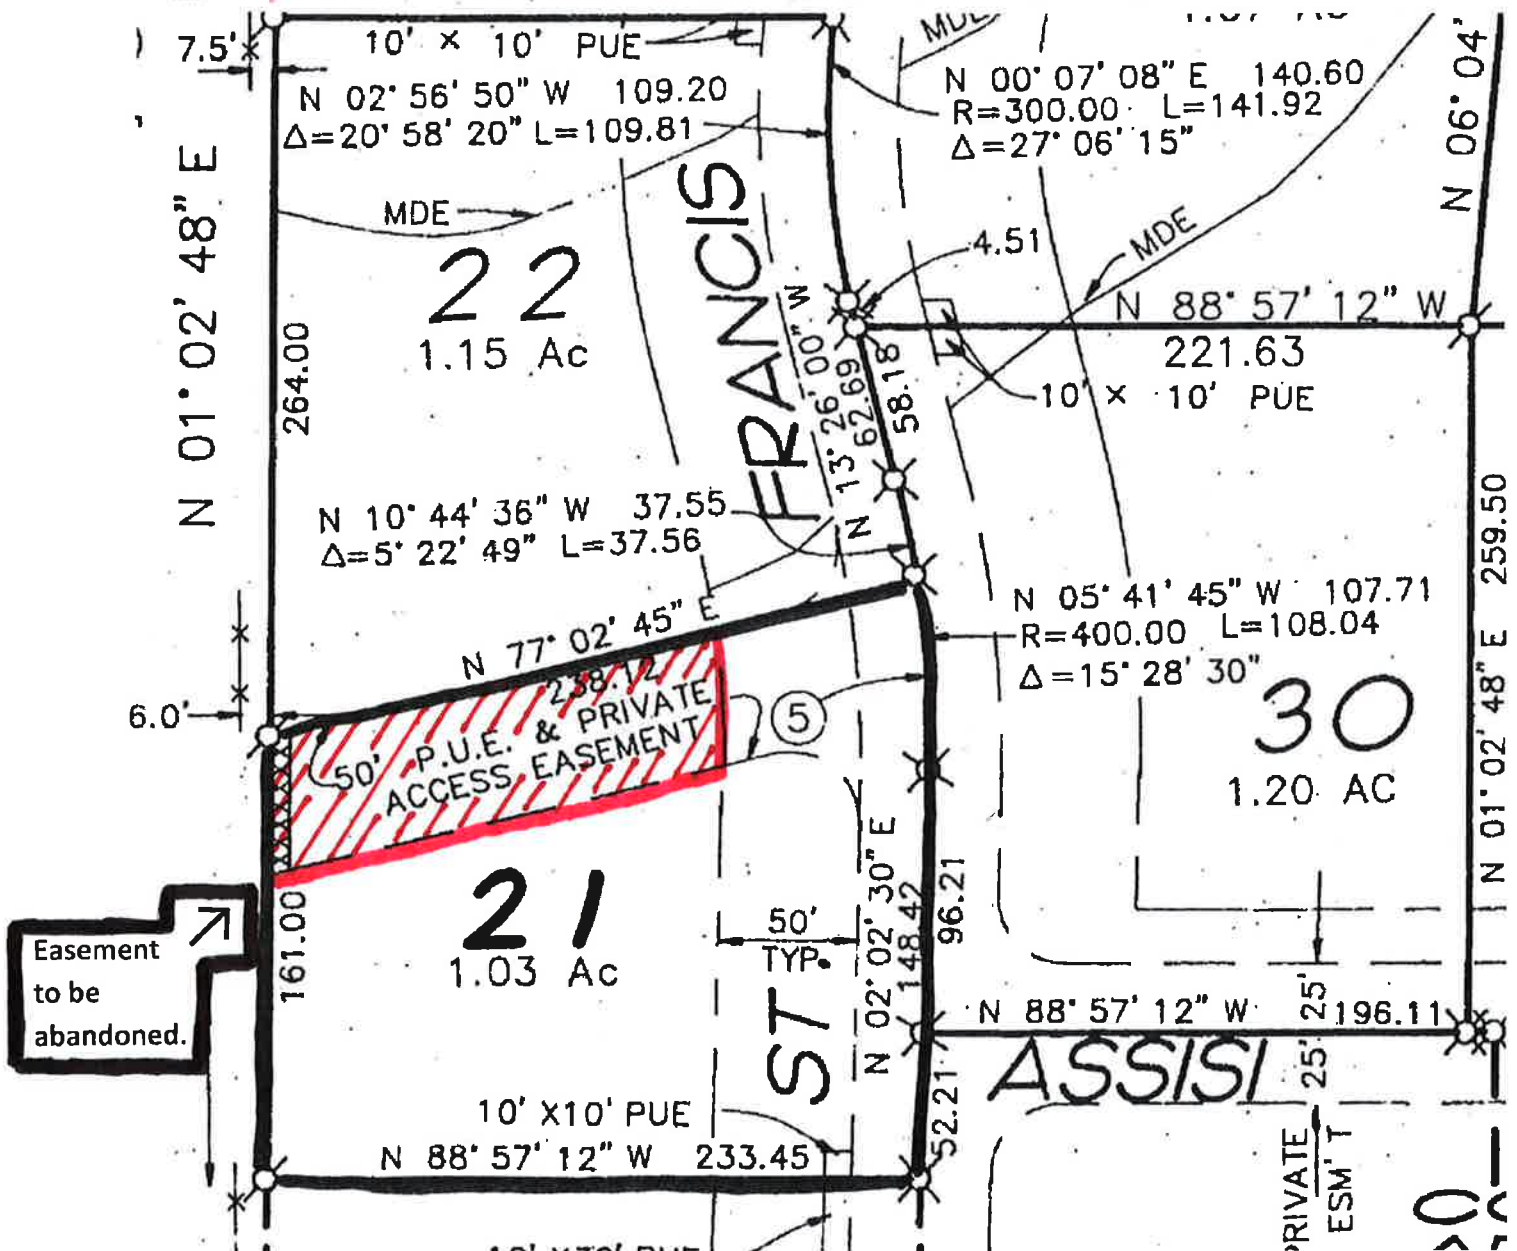 7.5'
10' X 10' PUE
N 02° 56' 50" W 109.20
Δ=20° 58' 20" L=109.81
MDE
22
1.15 Ac
N 01° 02' 48" E
264.00
FRANCIS
MDE
N 00° 07' 08" E 140.60
R=300.00 L=141.92
Δ=27° 06' 15"
N 06° 04'
4.51
MDE
N 88° 57' 12" W
221.63
10' X 10' PUE
N 13° 26' 00" W
62.69
58.18
N 10° 44' 36" W 37.55
Δ=5° 22' 49" L=37.56
259.50
N 01° 02' 48" E
N 05° 41' 45" W 107.71
R=400.00 L=108.04
Δ=15° 28' 30"
30
1.20 AC
N 77° 02' 45" E
238.12
6.0'
50' P.U.E. & PRIVATE
ACCESS EASEMENT
5
21
1.03 Ac
161.00
Easement
to be
abandoned.
50'
TYP.
ST
N 02° 02' 30" E
148.42
96.21
52.21
N 88° 57' 12" W 196.11
25' 25'
ASSISI
PRIVATE
ESM'T
10' X10' PUE
N 88° 57' 12" W 233.45